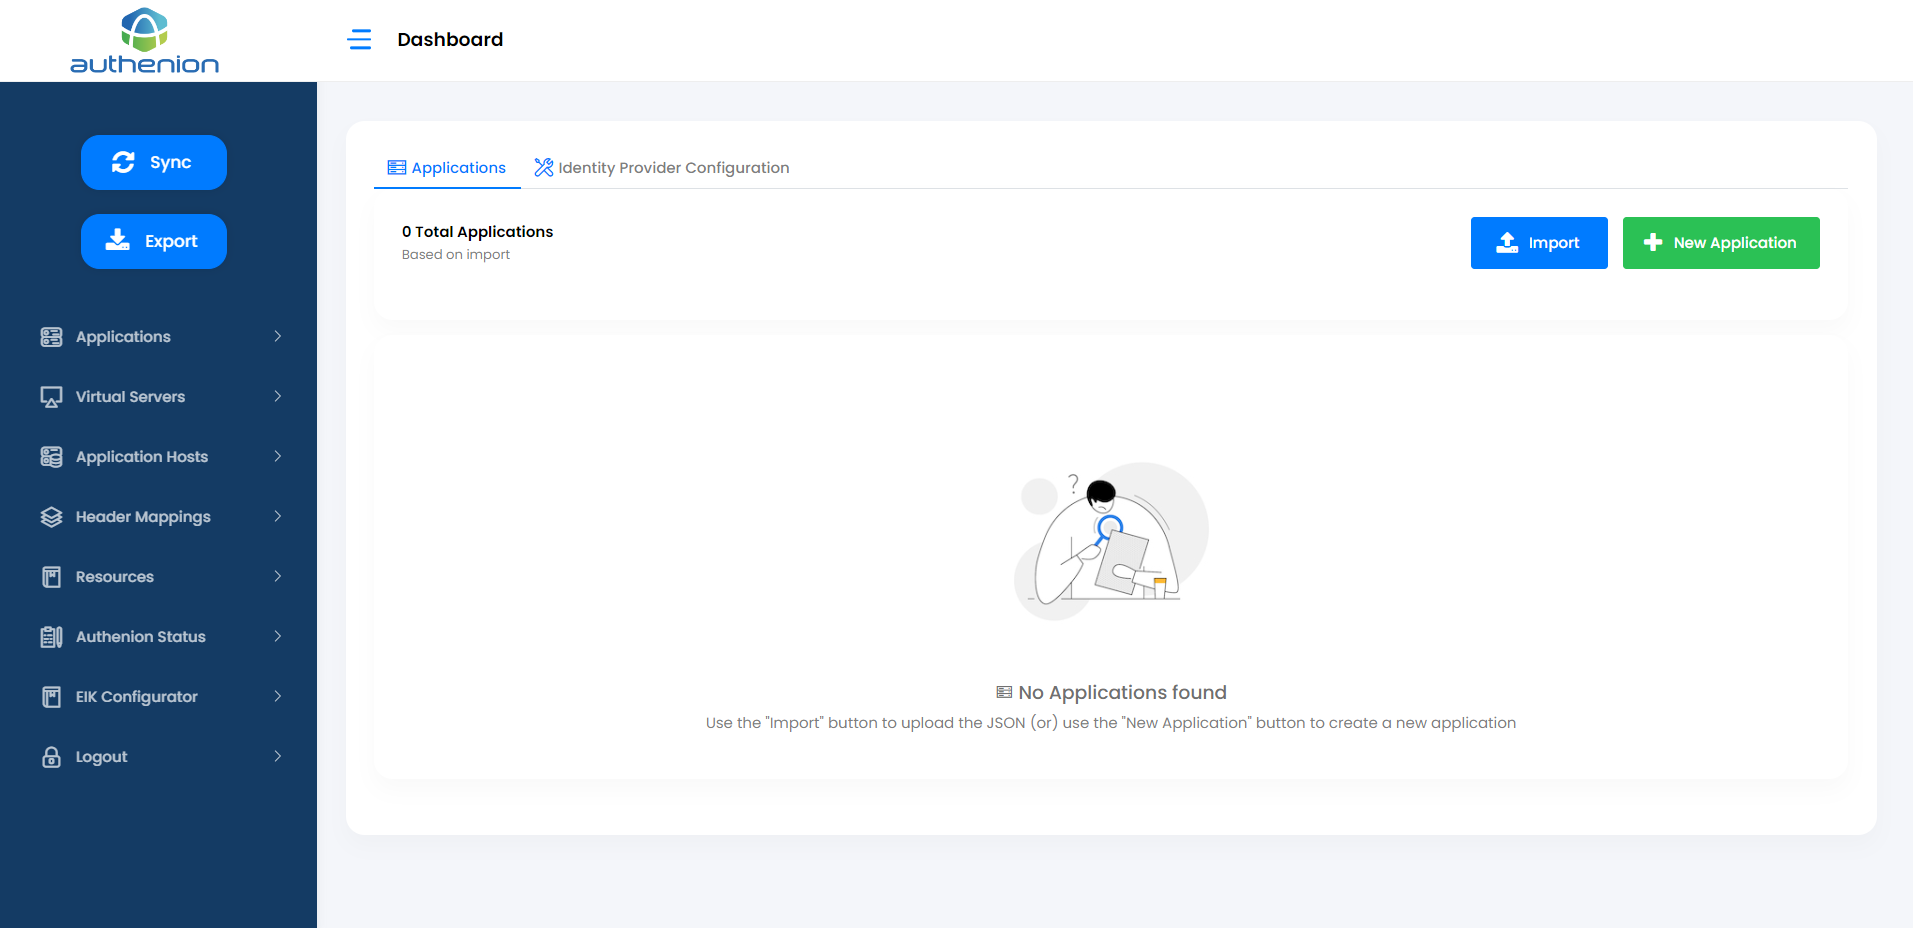 authenion
Dashboard
Sync
Export
Applications
Virtual Servers
Application Hosts
Header Mappings
Resources
Authenion Status
EIK Configurator
Logout
Applications
Identity Provider Configuration
0 Total Applications
Based on import
Import
New Application
?
No Applications found
Use the "Import" button to upload the JSON (or) use the "New Application" button to create a new application